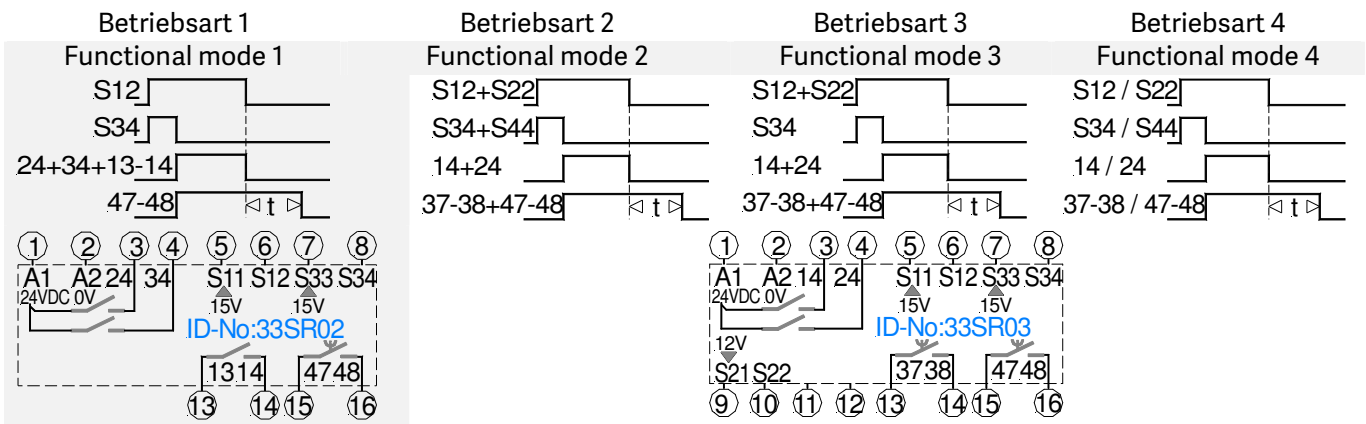 Betriebsart 1 Betriebsart 2 Betriebsart 3 Betriebsart 4
Functional mode 1 Functional mode 2 Functional mode 3 Functional mode 4
S12 S12+S22 S12+S22 S12 / S22
S34 S34+S44 S34 S34 / S44
24+34+13-14 14+24 14+24 14 / 24
47-48 t 37-38+47-48 t 37-38+47-48 t 37-38 / 47-48 t
1 2 3 4 5 6 7 8 1 2 3 4 5 6 7 8
A1 A2 24 34 S11 S12 S33 S34 A1 A2 14 24 S11 S12 S33 S34
24VDC 0V 15V 15V 24VDC 0V 15V 15V
ID-No:33SR02 ID-No:33SR03
12V
13 14 47 48 S21 S22 37 38 47 48
13 14 15 16 9 10 11 12 13 14 15 16